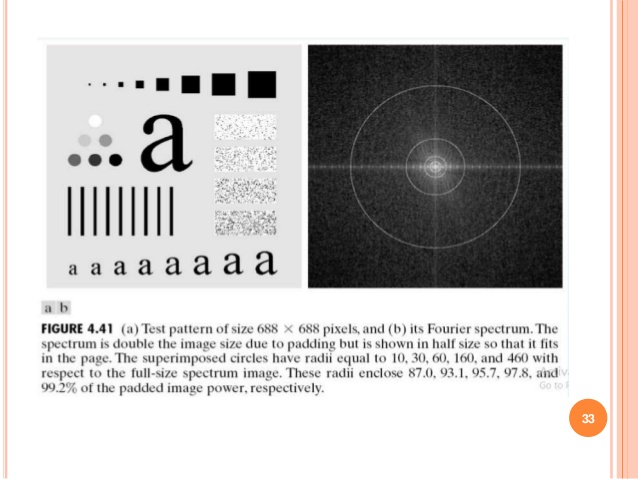 a
a a a a a a a a
a b
FIGURE 4.41 (a) Test pattern of size 688 × 688 pixels, and (b) its Fourier spectrum. The
spectrum is double the image size due to padding but is shown in half size so that it fits
in the page. The superimposed circles have radii equal to 10, 30, 60, 160, and 460 with
respect to the full-size spectrum image. These radii enclose 87.0, 93.1, 95.7, 97.8, and
99.2% of the padded image power, respectively.
Go to
33